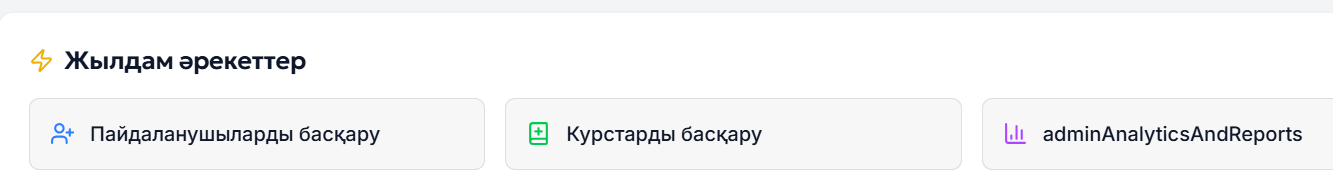 Жылдам әрекеттер
Пайдаланушыларды басқару
Курстарды басқару
adminAnalyticsAndReports